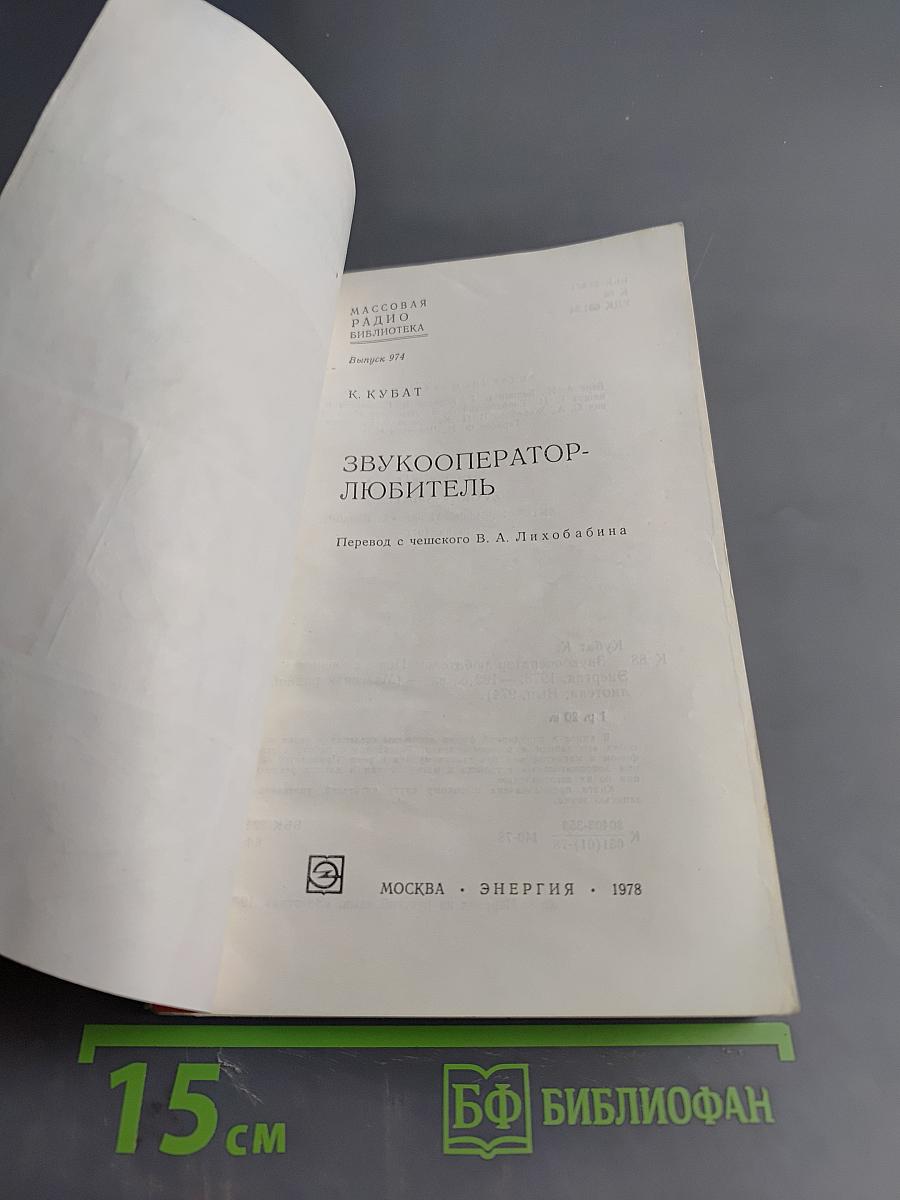 МАССОВАЯ
РАДИО
БИБЛИОТЕКА
Выпуск 974
К. КУБАТ
ЗВУКООПЕРАТОР-
ЛЮБИТЕЛЬ
Перевод с чешского В. А. Лихобабина
МОСКВА · ЭНЕРГИЯ · 1978
15 см
БФ БИБЛИОФАН